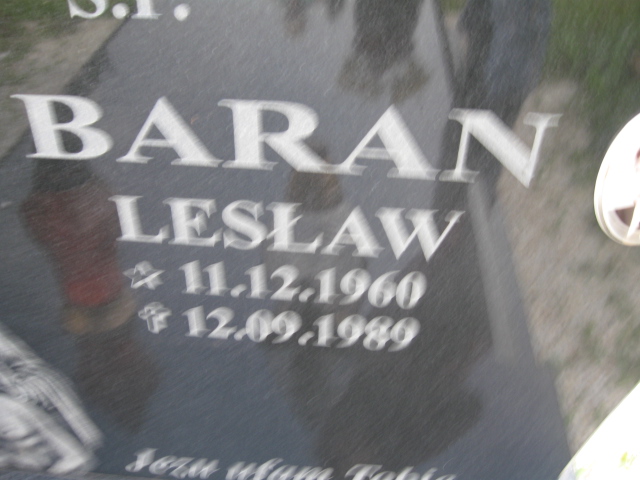 Ś.P.
BARAN
LESŁAW
☆ 11.12.1960
✝ 12.09.1989
Jezu ufam Tobie